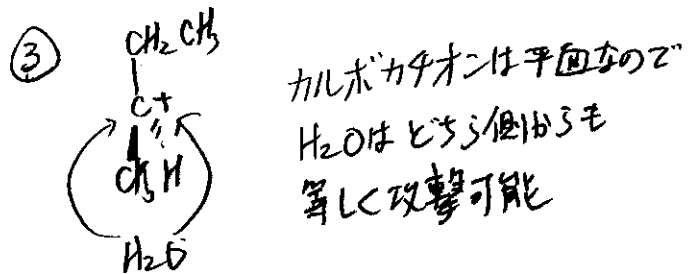 ③
CH₂CH₃
C+
CH₃ H
H₂O
カルボカチオンは平面なので
H₂Oはどちら側からも
等しく攻撃可能